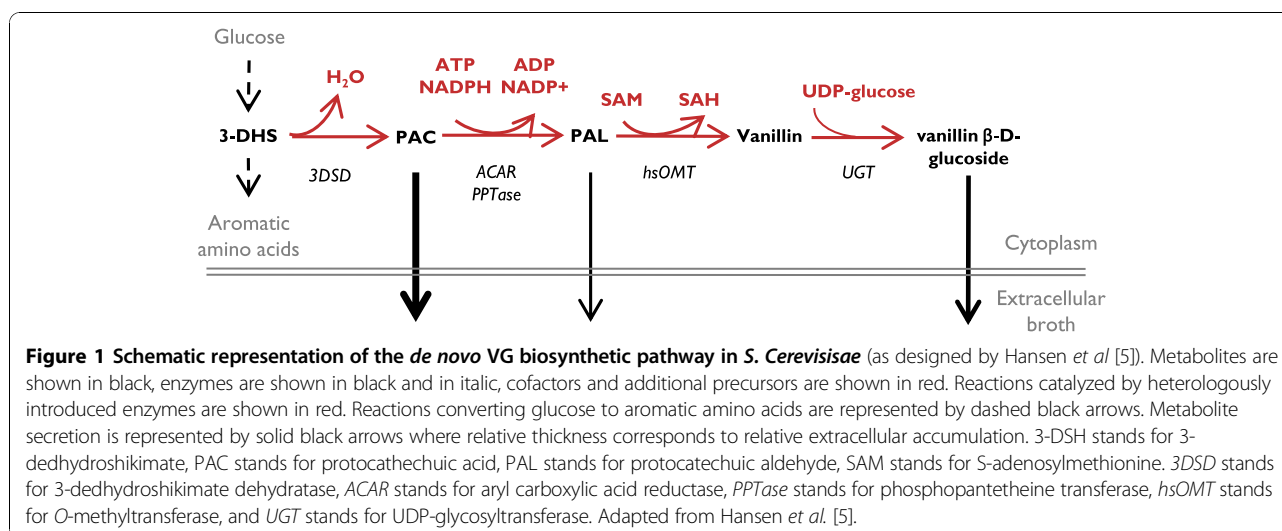 Glucose
H₂O
ATP
NADPH
ADP
NADP+
SAM
SAH
UDP-glucose
3-DHS
PAC
PAL
Vanillin
vanillin β-D-
glucoside
3DSD
ACAR
PPTase
hsOMT
UGT
Aromatic
amino acids
Cytoplasm
Extracellular
broth
Figure 1 Schematic representation of the de novo VG biosynthetic pathway in S. Cerevisisae (as designed by Hansen et al [5]). Metabolites are
shown in black, enzymes are shown in black and in italic, cofactors and additional precursors are shown in red. Reactions catalyzed by heterologously
introduced enzymes are shown in red. Reactions converting glucose to aromatic amino acids are represented by dashed black arrows. Metabolite
secretion is represented by solid black arrows where relative thickness corresponds to relative extracellular accumulation. 3-DSH stands for 3-
dedhydroshikimate, PAC stands for protocathechuic acid, PAL stands for protocatechuic aldehyde, SAM stands for S-adenosylmethionine. 3DSD stands
for 3-dedhydroshikimate dehydratase, ACAR stands for aryl carboxylic acid reductase, PPTase stands for phosphopantetheine transferase, hsOMT stands
for O-methyltransferase, and UGT stands for UDP-glycosyltransferase. Adapted from Hansen et al. [5].